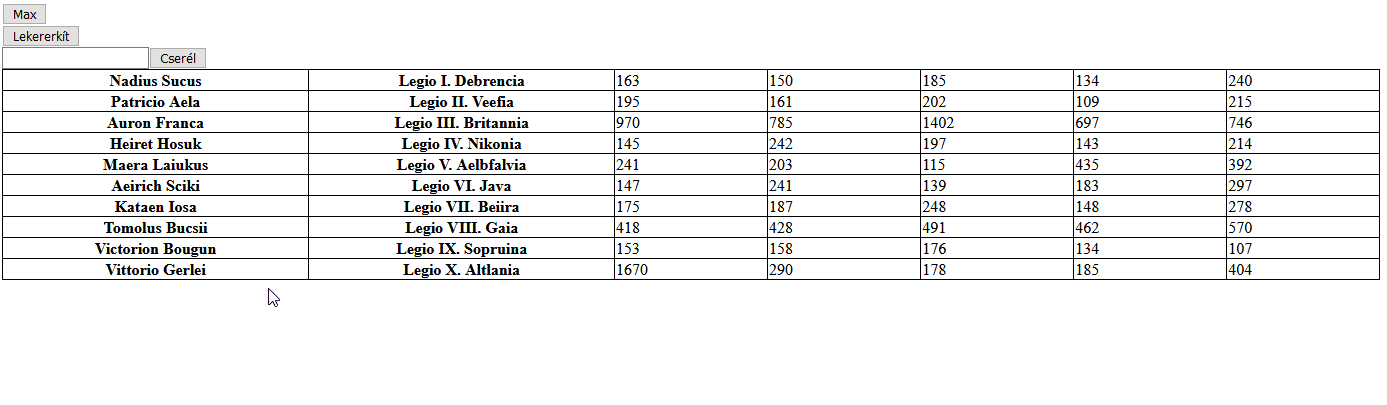 Max
Lekererkít
Cserél
Nadius Sucus Legio I. Debrencia 163 150 185 134 240
Patricio Aela Legio II. Veefia 195 161 202 109 215
Auron Franca Legio III. Britannia 970 785 1402 697 746
Heiret Hosuk Legio IV. Nikonia 145 242 197 143 214
Maera Laiukus Legio V. Aelbfalvia 241 203 115 435 392
Aeirich Sciki Legio VI. Java 147 241 139 183 297
Kataen Iosa Legio VII. Beiira 175 187 248 148 278
Tomolus Bucsii Legio VIII. Gaia 418 428 491 462 570
Victorion Bougun Legio IX. Sopruina 153 158 176 134 107
Vittorio Gerlei Legio X. Altlania 1670 290 178 185 404